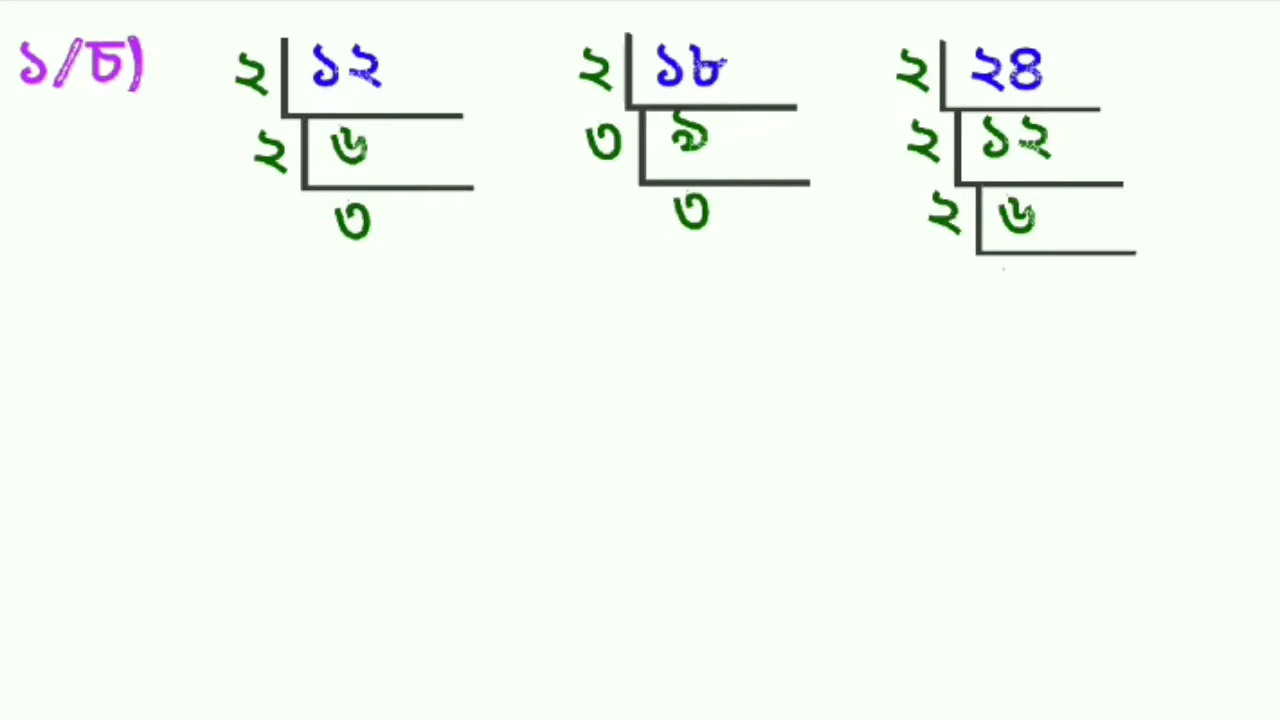 ১/চ) ২ ১২ ২ ১৮ ২ ২৪
২ ৬ ৩ ৯ ২ ১২
৩ ৩ ২ ৬